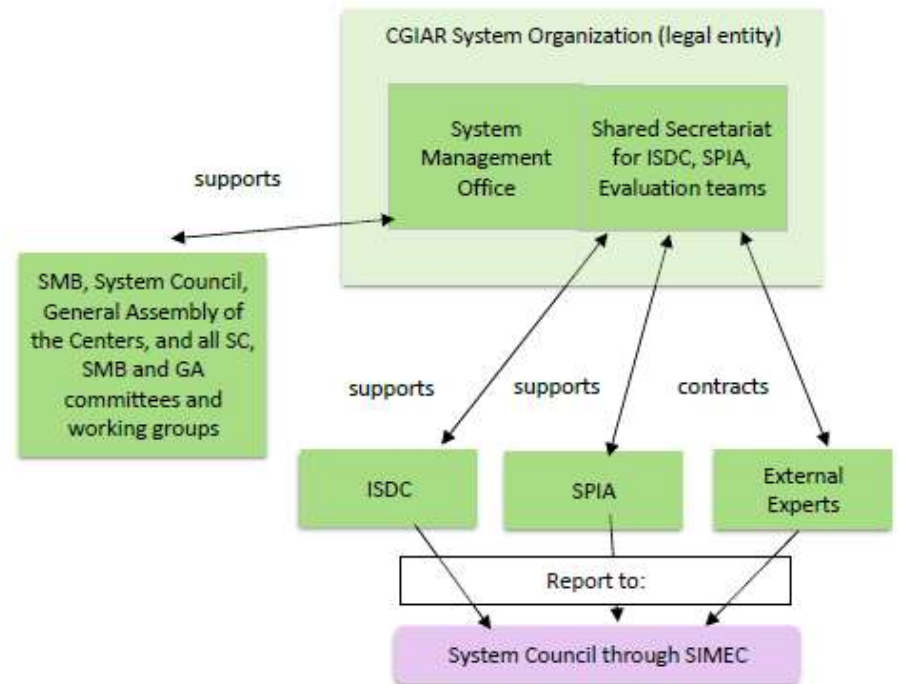 CGIAR System Organization (legal entity)
System
Management
Office
Shared Secretariat
for ISDC, SPIA,
Evaluation teams
supports
SMB, System Council,
General Assembly of
the Centers, and all SC,
SMB and GA
committees and
working groups
supports
supports
contracts
ISDC
SPIA
External
Experts
Report to:
System Council through SIMEC